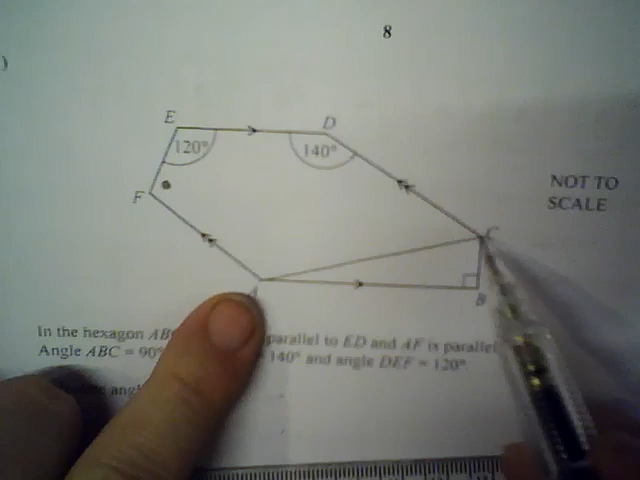 8
)
E
D
120°
140°
NOT TO
SCALE
F
C
A
B
In the hexagon AB parallel to ED and AF is parallel
Angle ABC = 90° 140° and angle DEF = 120°